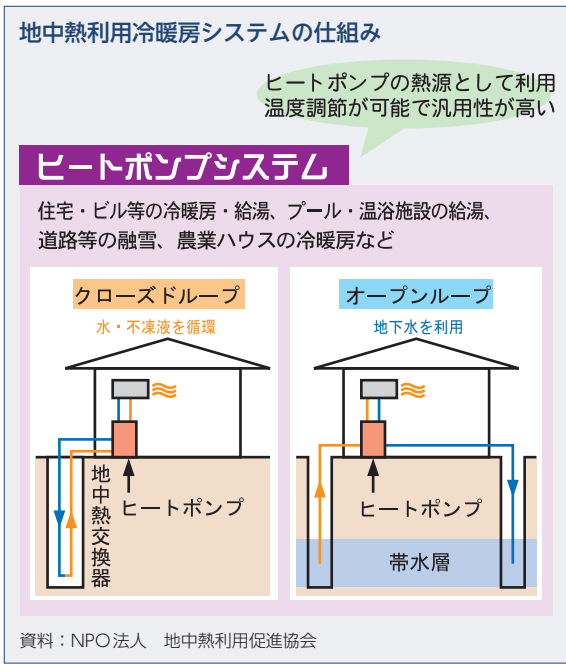 地中熱利用冷暖房システムの仕組み
ヒートポンプの熱源として利用
温度調節が可能で汎用性が高い
ヒートポンプシステム
住宅・ビル等の冷暖房・給湯、プール・温浴施設の給湯、
道路等の融雪、農業ハウスの冷暖房など
クローズドループ
水・不凍液を循環
地中熱交換器
ヒートポンプ
オープンループ
地下水を利用
ヒートポンプ
帯水層
資料：NPO法人　地中熱利用促進協会